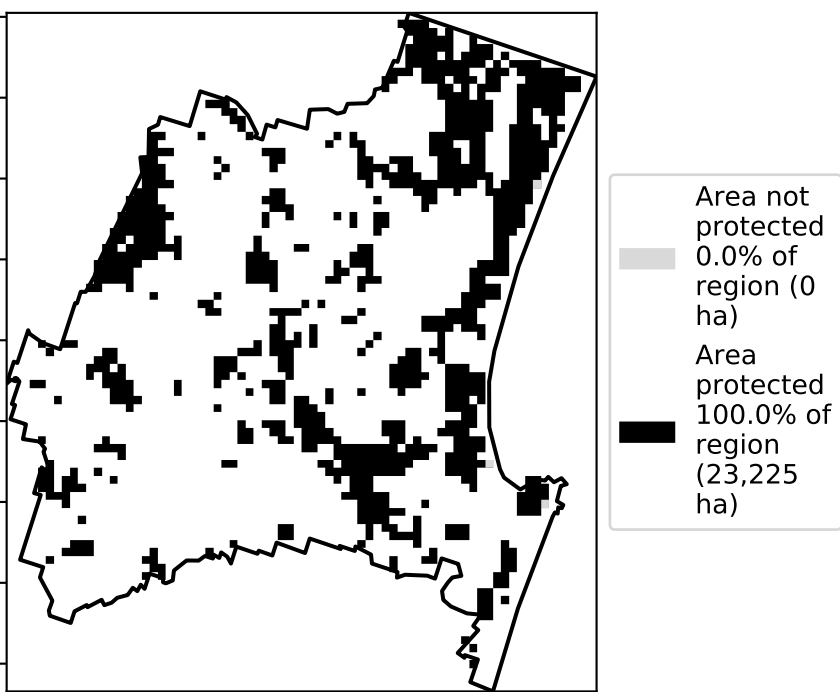 Area not
protected
0.0% of
region (0
ha)
Area
protected
100.0% of
region
(23,225
ha)